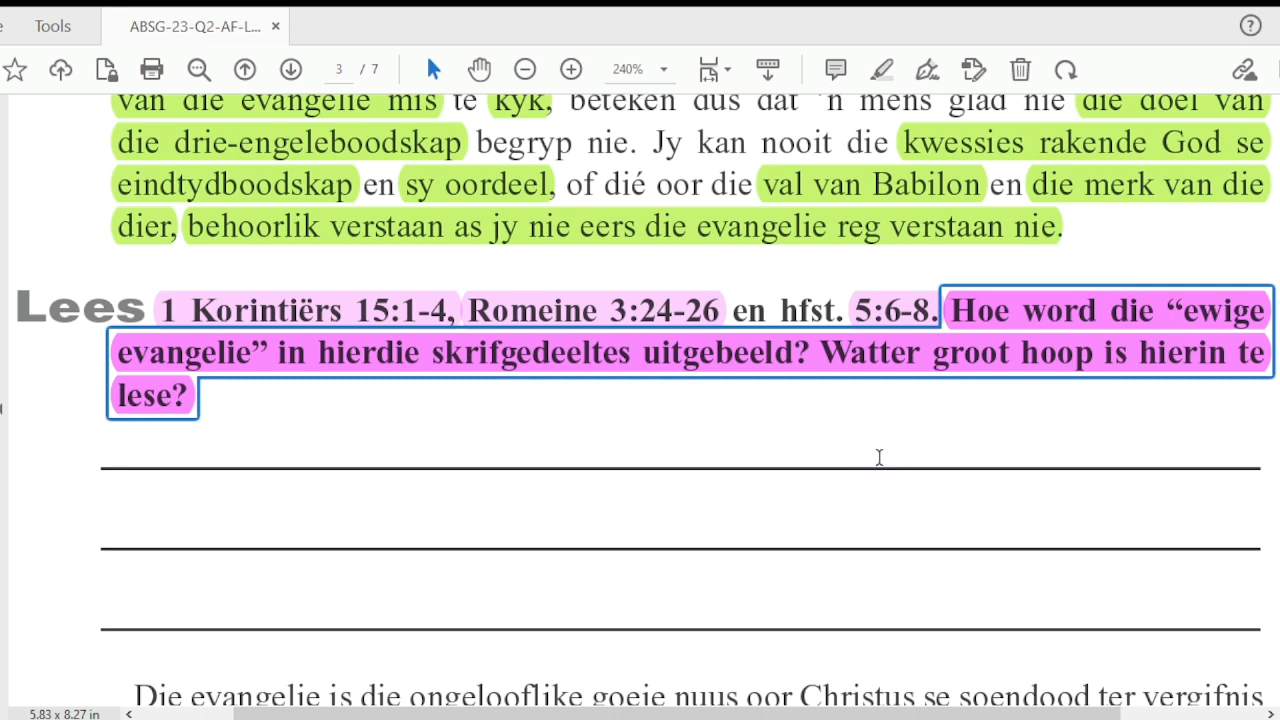 e Tools ABSG-23-Q2-AF-L... ×
3 / 7 240%
van die evangelie mis te kyk, beteken dus dat 'n mens glad nie die doel van
die drie-engeleboodskap begryp nie. Jy kan nooit die kwessies rakende God se
eindtydboodskap en sy oordeel, of dié oor die val van Babilon en die merk van die
dier, behoorlik verstaan as jy nie eers die evangelie reg verstaan nie.
Lees 1 Korintiërs 15:1-4, Romeine 3:24-26 en hfst. 5:6-8. Hoe word die “ewige
evangelie” in hierdie skrifgedeeltes uitgebeeld? Watter groot hoop is hierin te
lese?
Die evangelie is die ongelooflike goeie nuus oor Christus se soendood ter vergifnis
5.83 x 8.27 in